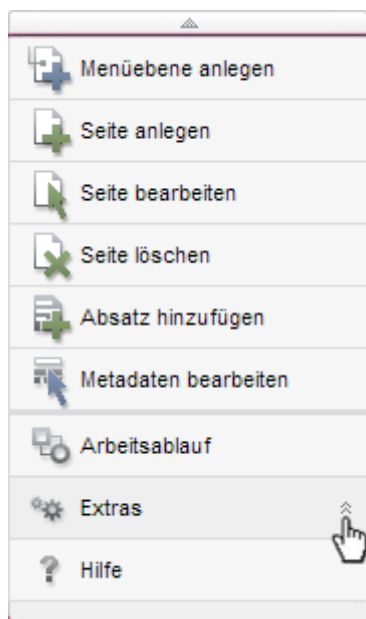 Menüebene anlegen
Seite anlegen
Seite bearbeiten
Seite löschen
Absatz hinzufügen
Metadaten bearbeiten
Arbeitsablauf
Extras
Hilfe